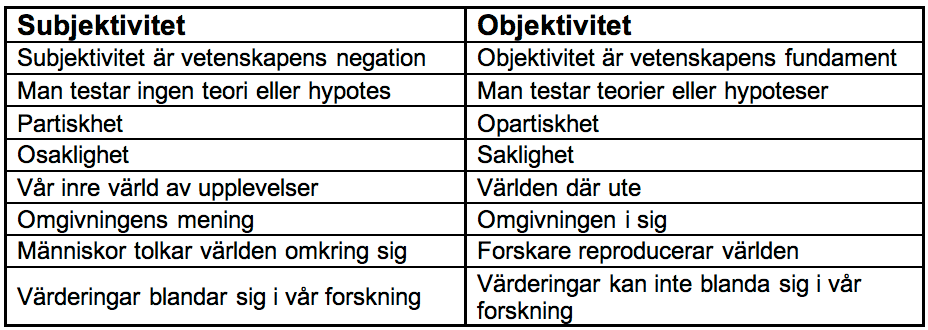 Subjektivitet Objektivitet
Subjektivitet är vetenskapens negation Objektivitet är vetenskapens fundament
Man testar ingen teori eller hypotes Man testar teorier eller hypoteser
Partiskhet Opartiskhet
Osaklighet Saklighet
Vår inre värld av upplevelser Världen där ute
Omgivningens mening Omgivningen i sig
Människor tolkar världen omkring sig Forskare reproducerar världen
Värderingar blandar sig i vår forskning Värderingar kan inte blanda sig i vår
forskning